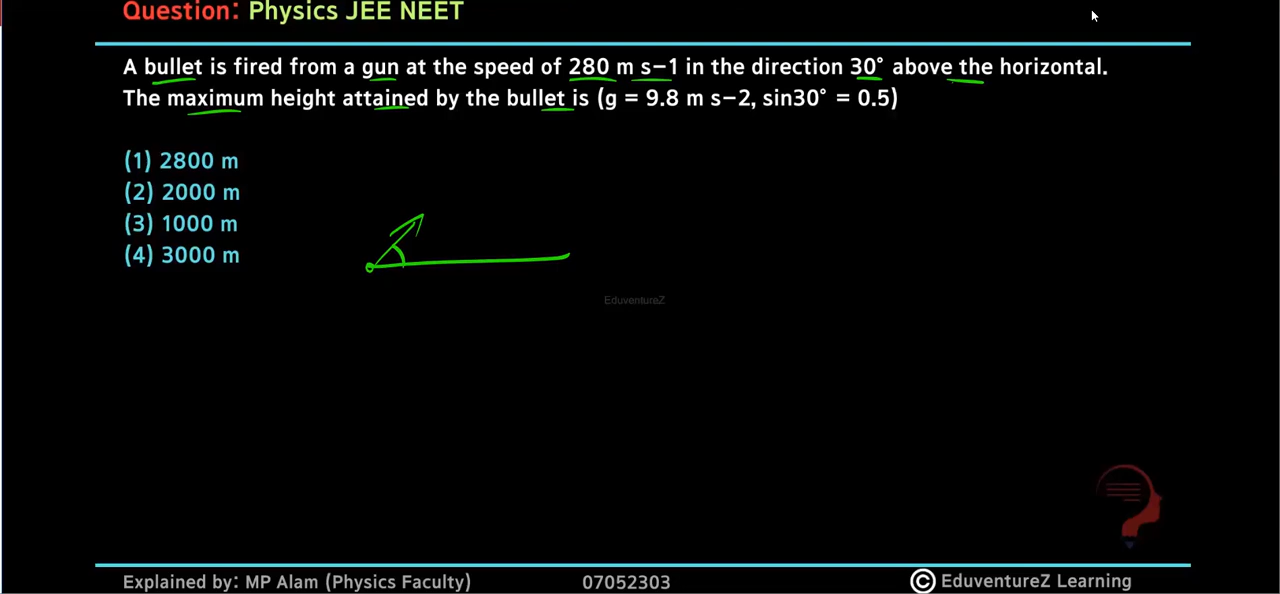 Question: Physics JEE NEET
A bullet is fired from a gun at the speed of 280 m s−1 in the direction 30° above the horizontal.
The maximum height attained by the bullet is (g = 9.8 m s−2, sin30° = 0.5)
(1) 2800 m
(2) 2000 m
(3) 1000 m
(4) 3000 m
EduventureZ
Explained by: MP Alam (Physics Faculty) 07052303 © EduventureZ Learning